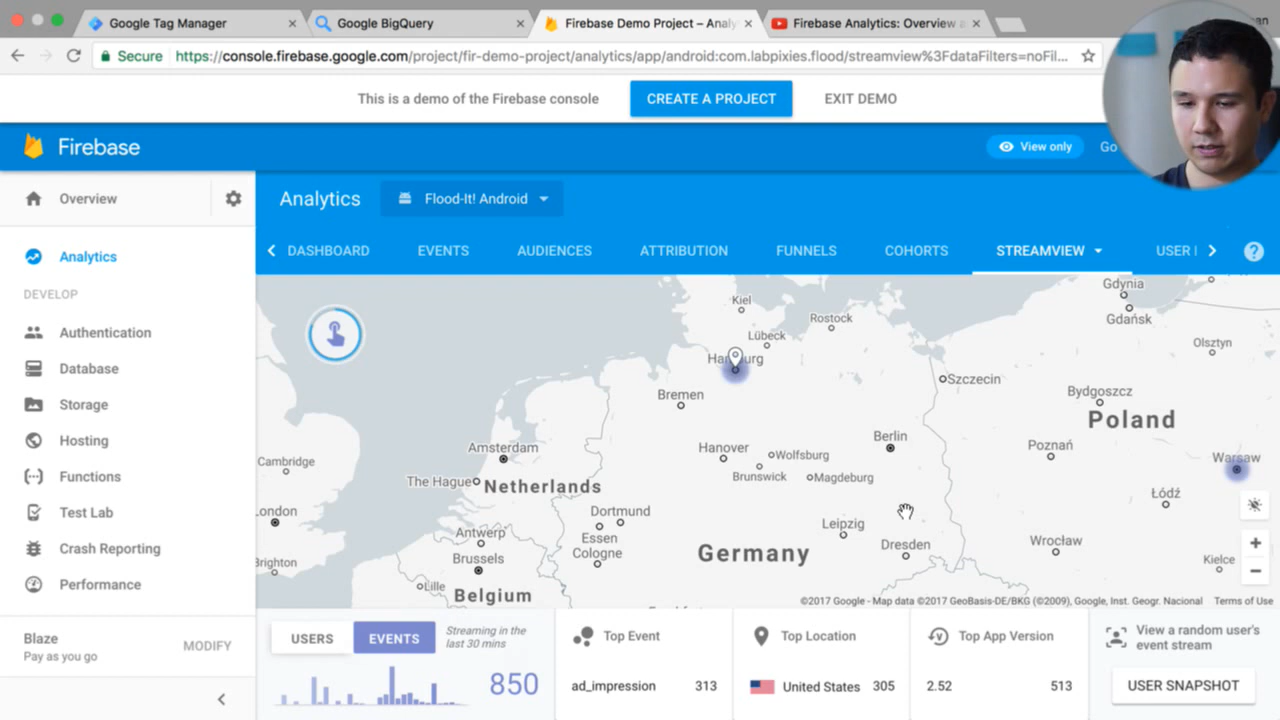 Google Tag Manager
Google BigQuery
Firebase Demo Project – Analy
Firebase Analytics: Overview a
Secure
https://console.firebase.google.com/project/fir-demo-project/analytics/app/android:com.labpixies.flood/streamview%3FdataFilters=noFil...
This is a demo of the Firebase console
CREATE A PROJECT
EXIT DEMO
Firebase
View only
Go
Overview
Analytics
DEVELOP
Authentication
Database
Storage
Hosting
Functions
Test Lab
Crash Reporting
Performance
Blaze
Pay as you go
MODIFY
Analytics
Flood-It! Android
DASHBOARD
EVENTS
AUDIENCES
ATTRIBUTION
FUNNELS
COHORTS
STREAMVIEW
USER
Kiel
Gdynia
Gdańsk
Rostock
Lübeck
Hamburg
Olsztyn
Szczecin
Bremen
Bydgoszcz
Poland
Berlin
Poznań
Amsterdam
Hanover
Wolfsburg
Warsaw
Cambridge
The Hague
Netherlands
Brunswick
Magdeburg
Łódź
London
Dortmund
Essen
Leipzig
Antwerp
Cologne
Germany
Dresden
Wrocław
Brussels
Brighton
Kielce
Lille
Belgium
©2017 Google - Map data ©2017 GeoBasis-DE/BKG (©2009), Google, Inst. Geogr. Nacional
Terms of Use
USERS
EVENTS
Streaming in the
last 30 mins
850
Top Event
ad_impression 313
Top Location
United States 305
Top App Version
2.52 513
View a random user's
event stream
USER SNAPSHOT